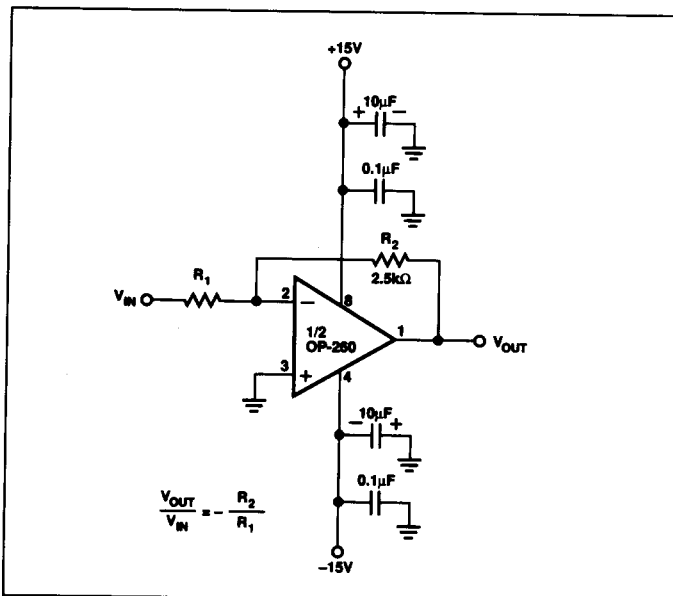 +15V
+ 10μF −
0.1μF
R2
2.5kΩ
R1
VIN
2 −
8
1/2
OP-260
1
VOUT
3 +
4
− 10μF +
0.1μF
VOUT/VIN = − R2/R1
−15V